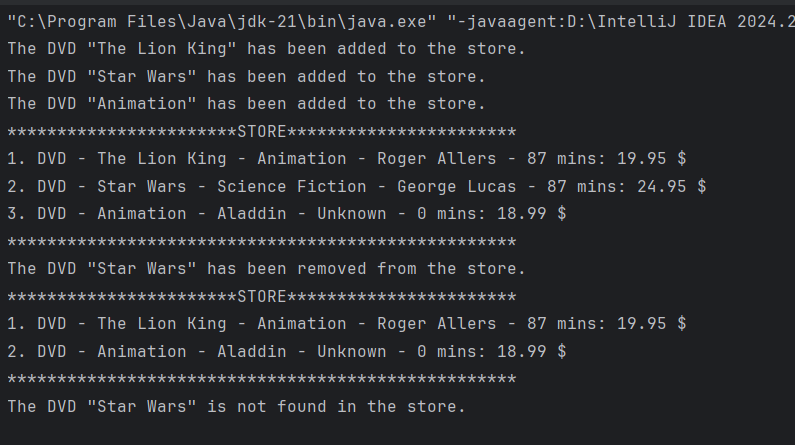 "C:\Program Files\Java\jdk-21\bin\java.exe" "-javaagent:D:\IntelliJ IDEA 2024.2
The DVD "The Lion King" has been added to the store.
The DVD "Star Wars" has been added to the store.
The DVD "Animation" has been added to the store.
***********************STORE***********************
1. DVD - The Lion King - Animation - Roger Allers - 87 mins: 19.95 $
2. DVD - Star Wars - Science Fiction - George Lucas - 87 mins: 24.95 $
3. DVD - Animation - Aladdin - Unknown - 0 mins: 18.99 $
***************************************************
The DVD "Star Wars" has been removed from the store.
***********************STORE***********************
1. DVD - The Lion King - Animation - Roger Allers - 87 mins: 19.95 $
2. DVD - Animation - Aladdin - Unknown - 0 mins: 18.99 $
***************************************************
The DVD "Star Wars" is not found in the store.